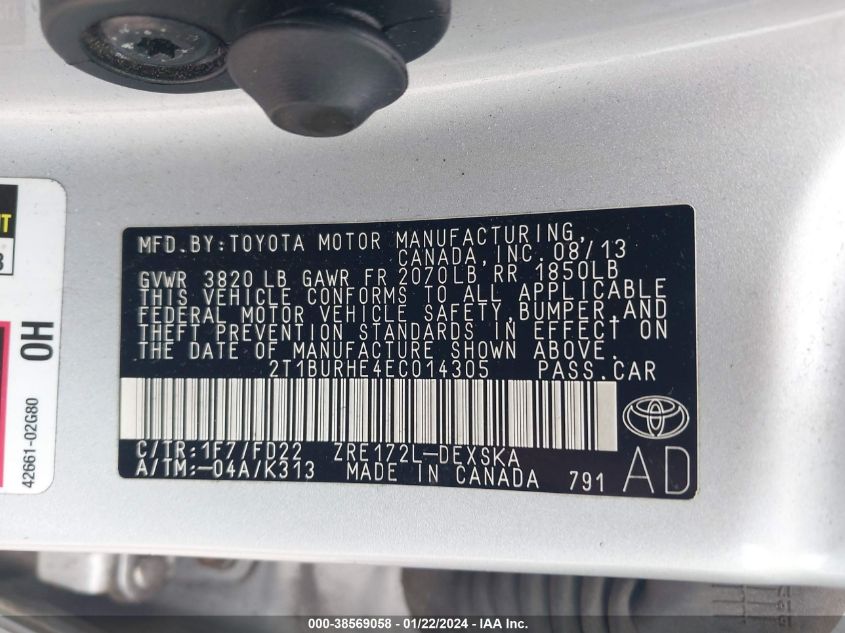 MFD.BY:TOYOTA MOTOR MANUFACTURING,
CANADA,INC. 08/13
GVWR 3820 LB GAWR FR 2070LB RR 1850LB
THIS VEHICLE CONFORMS TO ALL APPLICABLE
FEDERAL MOTOR VEHICLE SAFETY,BUMPER,AND
THEFT PREVENTION STANDARDS IN EFFECT ON
THE DATE OF MANUFACTURE SHOWN ABOVE.
2T1BURHE4EC014305 PASS.CAR
C/TR:1F7/FD22 ZRE172L-DEXSKA
A/TM:-04A/K313 MADE IN CANADA 791 AD
0H
42661-02G80
000-38569058 - 01/22/2024 - IAA Inc.